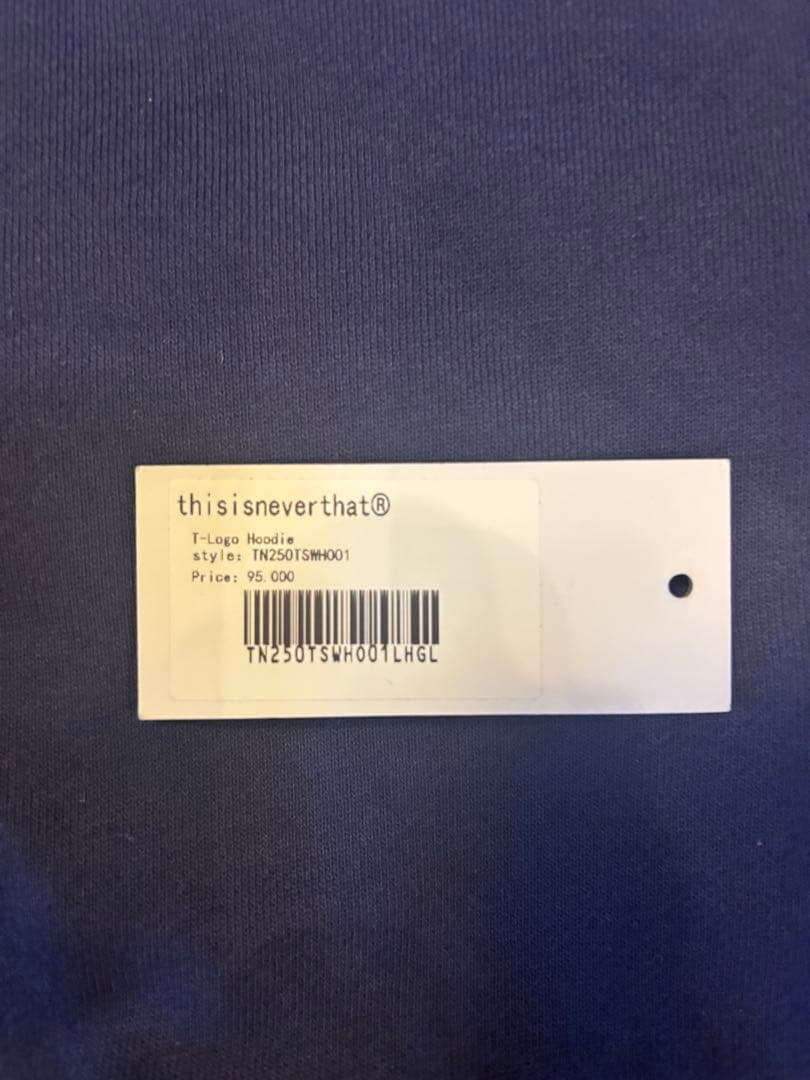 thisisneverthat®
T-Logo Hoodie
style: TN250TSWH001
Price: 95.000
TN250TSWH001LHGL